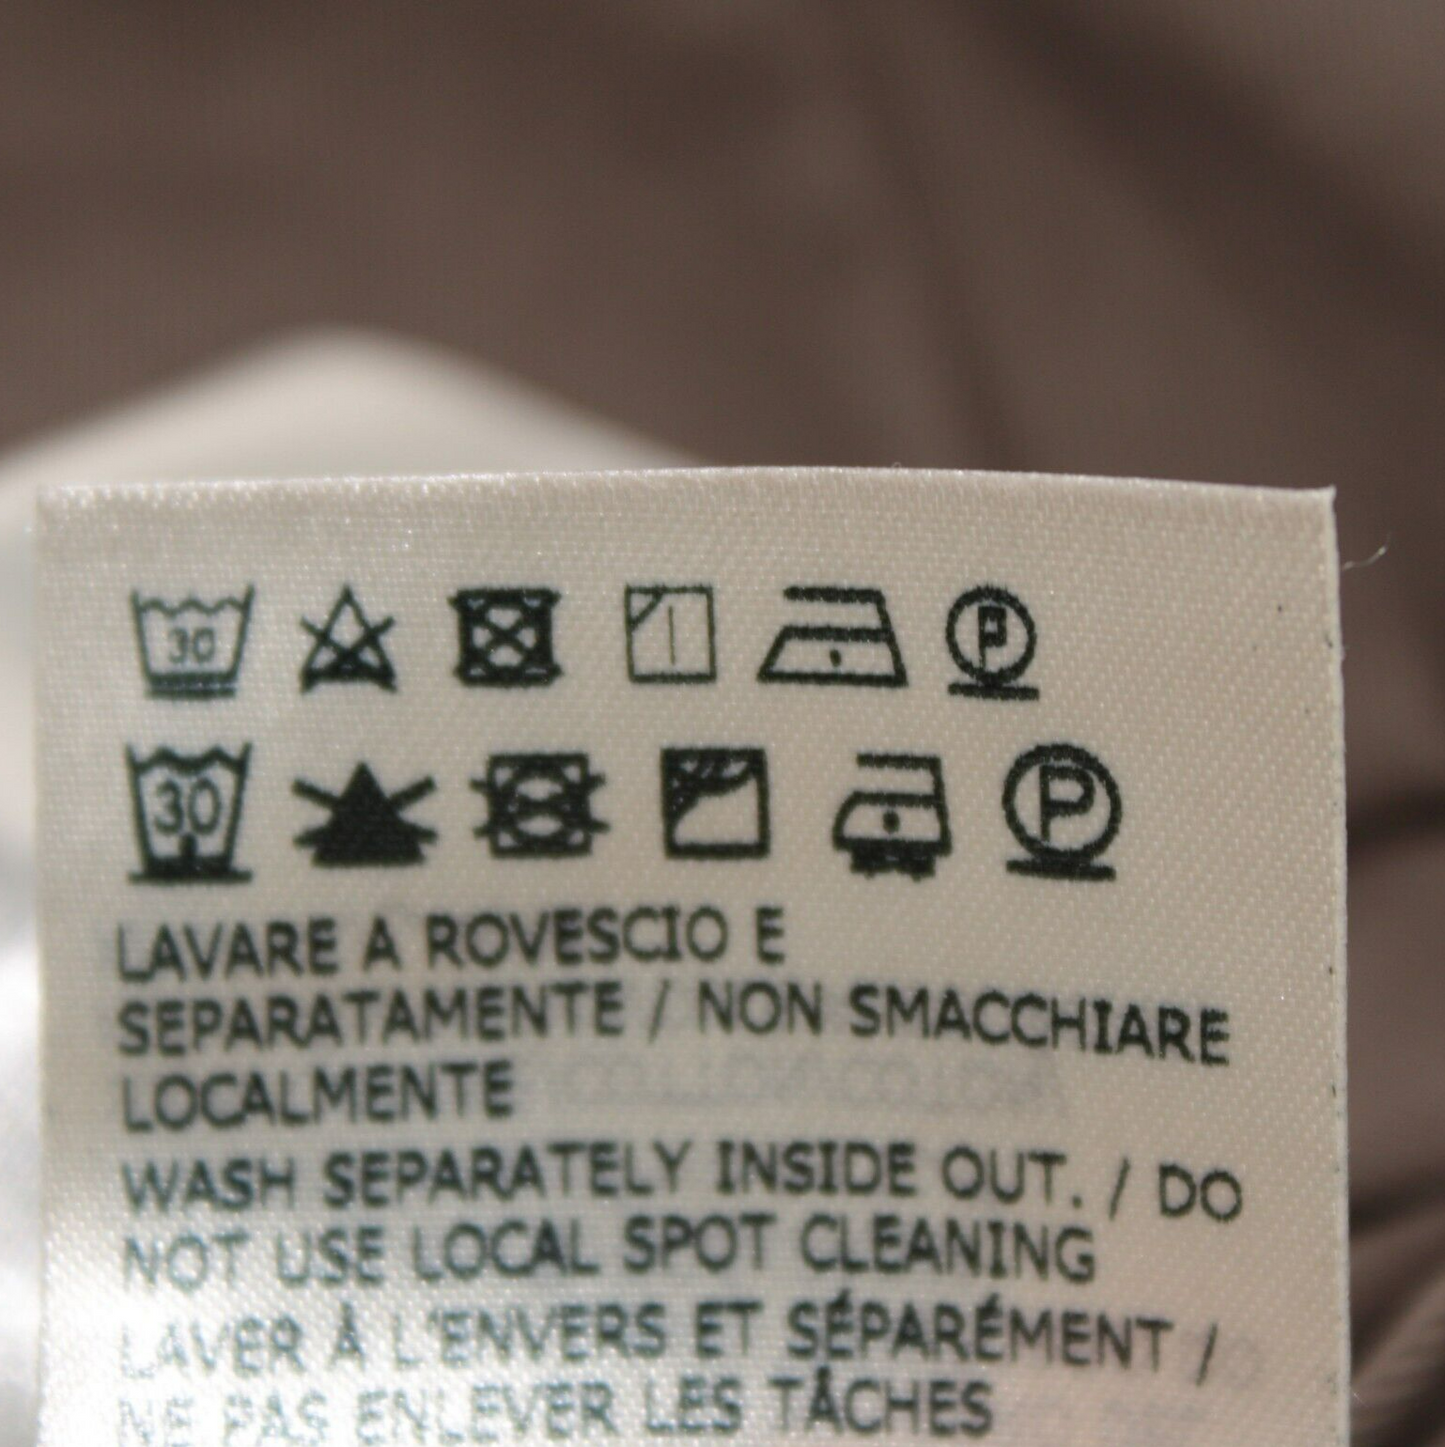 30
P
30
P
LAVARE A ROVESCIO E
SEPARATAMENTE / NON SMACCHIARE
LOCALMENTE
WASH SEPARATELY INSIDE OUT. / DO
NOT USE LOCAL SPOT CLEANING
LAVER À L'ENVERS ET SÉPARÉMENT /
NE PAS ENLEVER LES TÂCHES